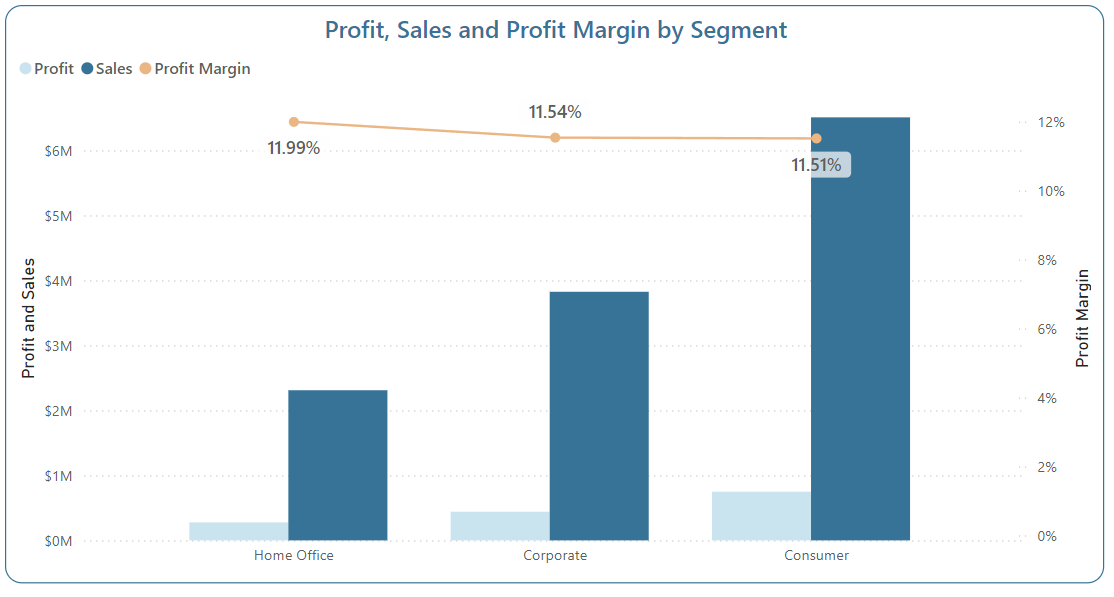 Profit, Sales and Profit Margin by Segment
Profit Sales Profit Margin
11.99%
11.54%
11.51%
$6M
$5M
$4M
$3M
$2M
$1M
$0M
Profit and Sales
12%
10%
8%
6%
4%
2%
0%
Profit Margin
Home Office Corporate Consumer